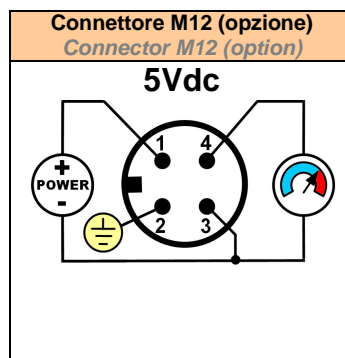 Connettore M12 (opzione)
Connector M12 (option)
5Vdc
1 4
+
POWER
-
2 3